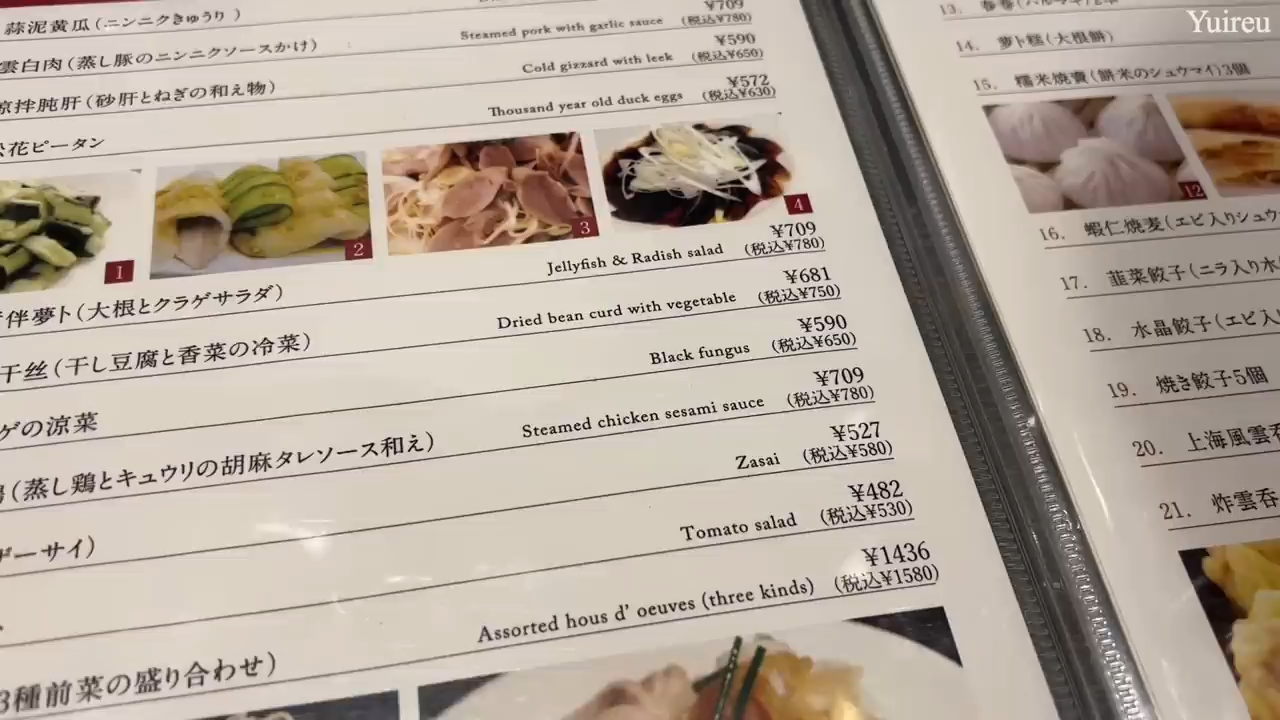 蒜泥黄瓜(ニンニクきゅうり)
¥709
Steamed pork with garlic sauce (税込¥780)
雲白肉(蒸し豚のニンニクソースかけ)
¥590
Cold gizzard with leek (税込¥650)
涼拌肫肝(砂肝とねぎの和え物)
¥572
Thousand year old duck eggs (税込¥630)
花ピータン
1
2
3
4
¥709
Jellyfish & Radish salad (税込¥780)
伴萝卜(大根とクラゲサラダ)
¥681
Dried bean curd with vegetable (税込¥750)
干丝(干し豆腐と香菜の冷菜)
¥590
Black fungus (税込¥650)
ゲの涼菜
¥709
Steamed chicken sesami sauce (税込¥780)
(蒸し鶏とキュウリの胡麻タレソース和え)
¥527
Zasai (税込¥580)
ザーサイ)
¥482
Tomato salad (税込¥530)
¥1436
Assorted hous d' oeuves (three kinds) (税込¥1580)
3種前菜の盛り合わせ)
Yuireu
13.
14. 萝卜糕(大根餅)
15. 糯米焼賣(餅米のシュウマイ)3個
12
16. 蝦仁焼麦(エビ入りシュウ
17. 韮菜餃子(ニラ入り水
18. 水晶餃子(エビ入
19. 焼き餃子5個
20. 上海風雲呑
21. 炸雲呑